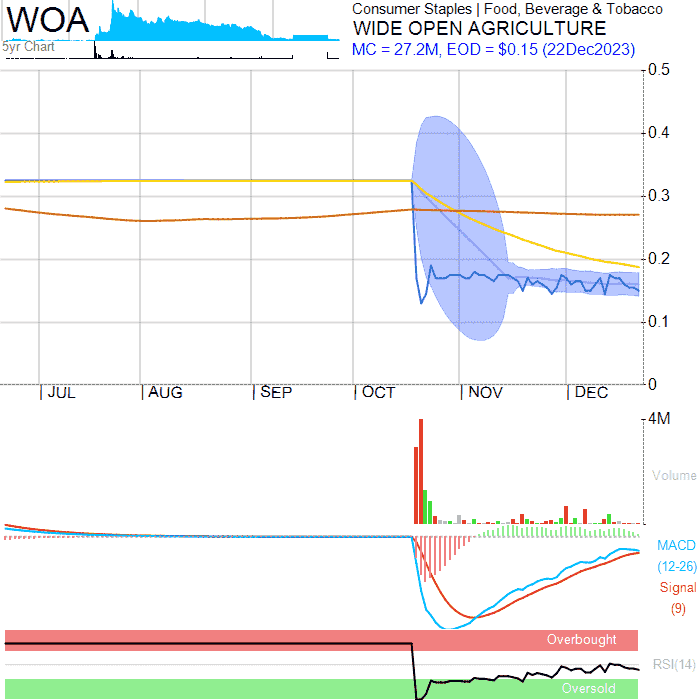 WOA
5yr Chart
Consumer Staples | Food, Beverage & Tobacco
WIDE OPEN AGRICULTURE
MC = 27.2M, EOD = $0.15 (22Dec2023)
0.5
0.4
0.3
0.2
0.1
0
JUL AUG SEP OCT NOV DEC
4M
Volume
MACD
(12-26)
Signal
(9)
Overbought
RSI(14)
Oversold